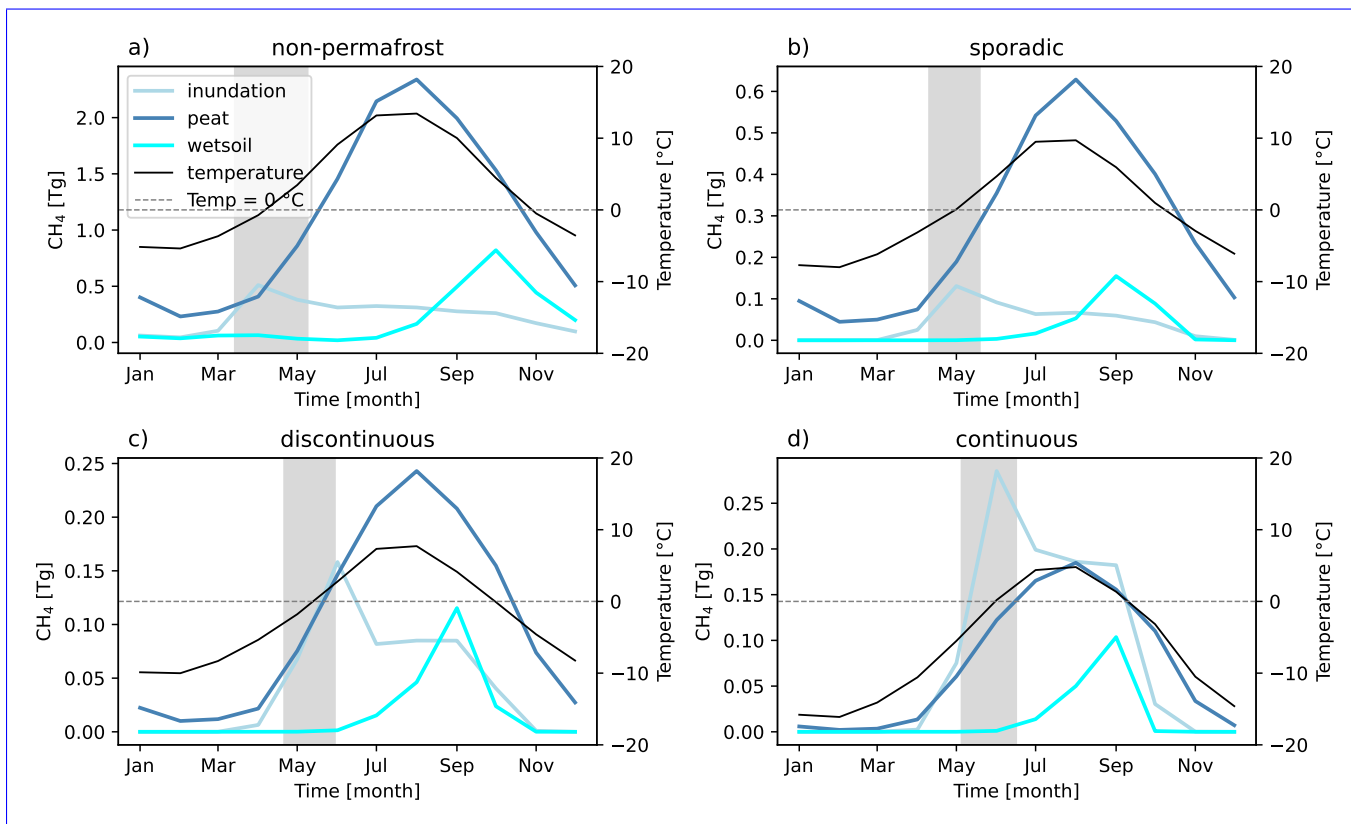 a) non-permafrost
inundation
peat
wetsoil
temperature
Temp = 0 °C
2.0
1.5
1.0
0.5
0.0
CH₄ [Tg]
20
10
0
−10
−20
Temperature [°C]
Jan Mar May Jul Sep Nov
Time [month]
b) sporadic
0.6
0.5
0.4
0.3
0.2
0.1
0.0
CH₄ [Tg]
20
10
0
−10
−20
Temperature [°C]
Jan Mar May Jul Sep Nov
Time [month]
c) discontinuous
0.25
0.20
0.15
0.10
0.05
0.00
CH₄ [Tg]
20
10
0
−10
−20
Temperature [°C]
Jan Mar May Jul Sep Nov
Time [month]
d) continuous
0.25
0.20
0.15
0.10
0.05
0.00
CH₄ [Tg]
20
10
0
−10
−20
Temperature [°C]
Jan Mar May Jul Sep Nov
Time [month]